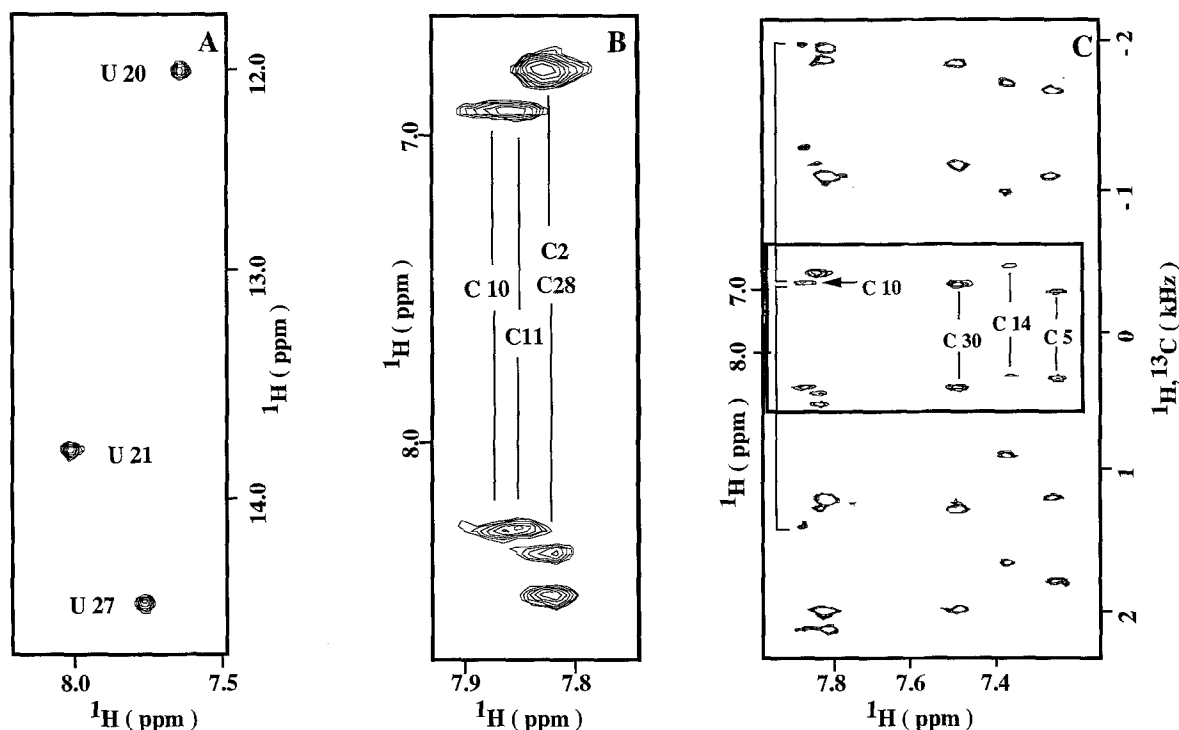 A
U 20
U 21
U 27
12.0
13.0
14.0
¹H ( ppm )
8.0
7.5
¹H ( ppm )
B
7.0
8.0
¹H ( ppm )
C 10
C11
C2
C28
7.9
7.8
¹H ( ppm )
C
C 10
C 30
C 14
C 5
7.0
8.0
¹H ( ppm )
-2
-1
0
1
2
¹H, ¹³C ( kHz )
7.8
7.6
7.4
¹H ( ppm )